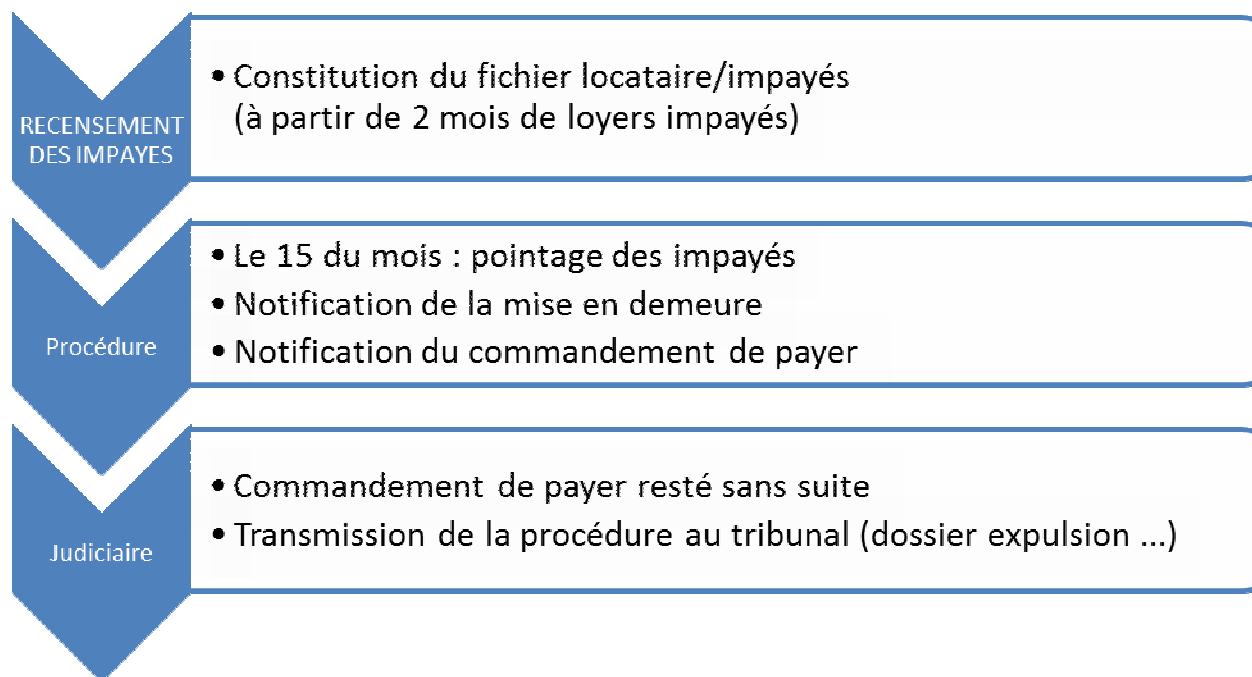 RECENSEMENT
DES IMPAYES
• Constitution du fichier locataire/impayés
(à partir de 2 mois de loyers impayés)
Procédure
• Le 15 du mois : pointage des impayés
• Notification de la mise en demeure
• Notification du commandement de payer
Judiciaire
• Commandement de payer resté sans suite
• Transmission de la procédure au tribunal (dossier expulsion ...)